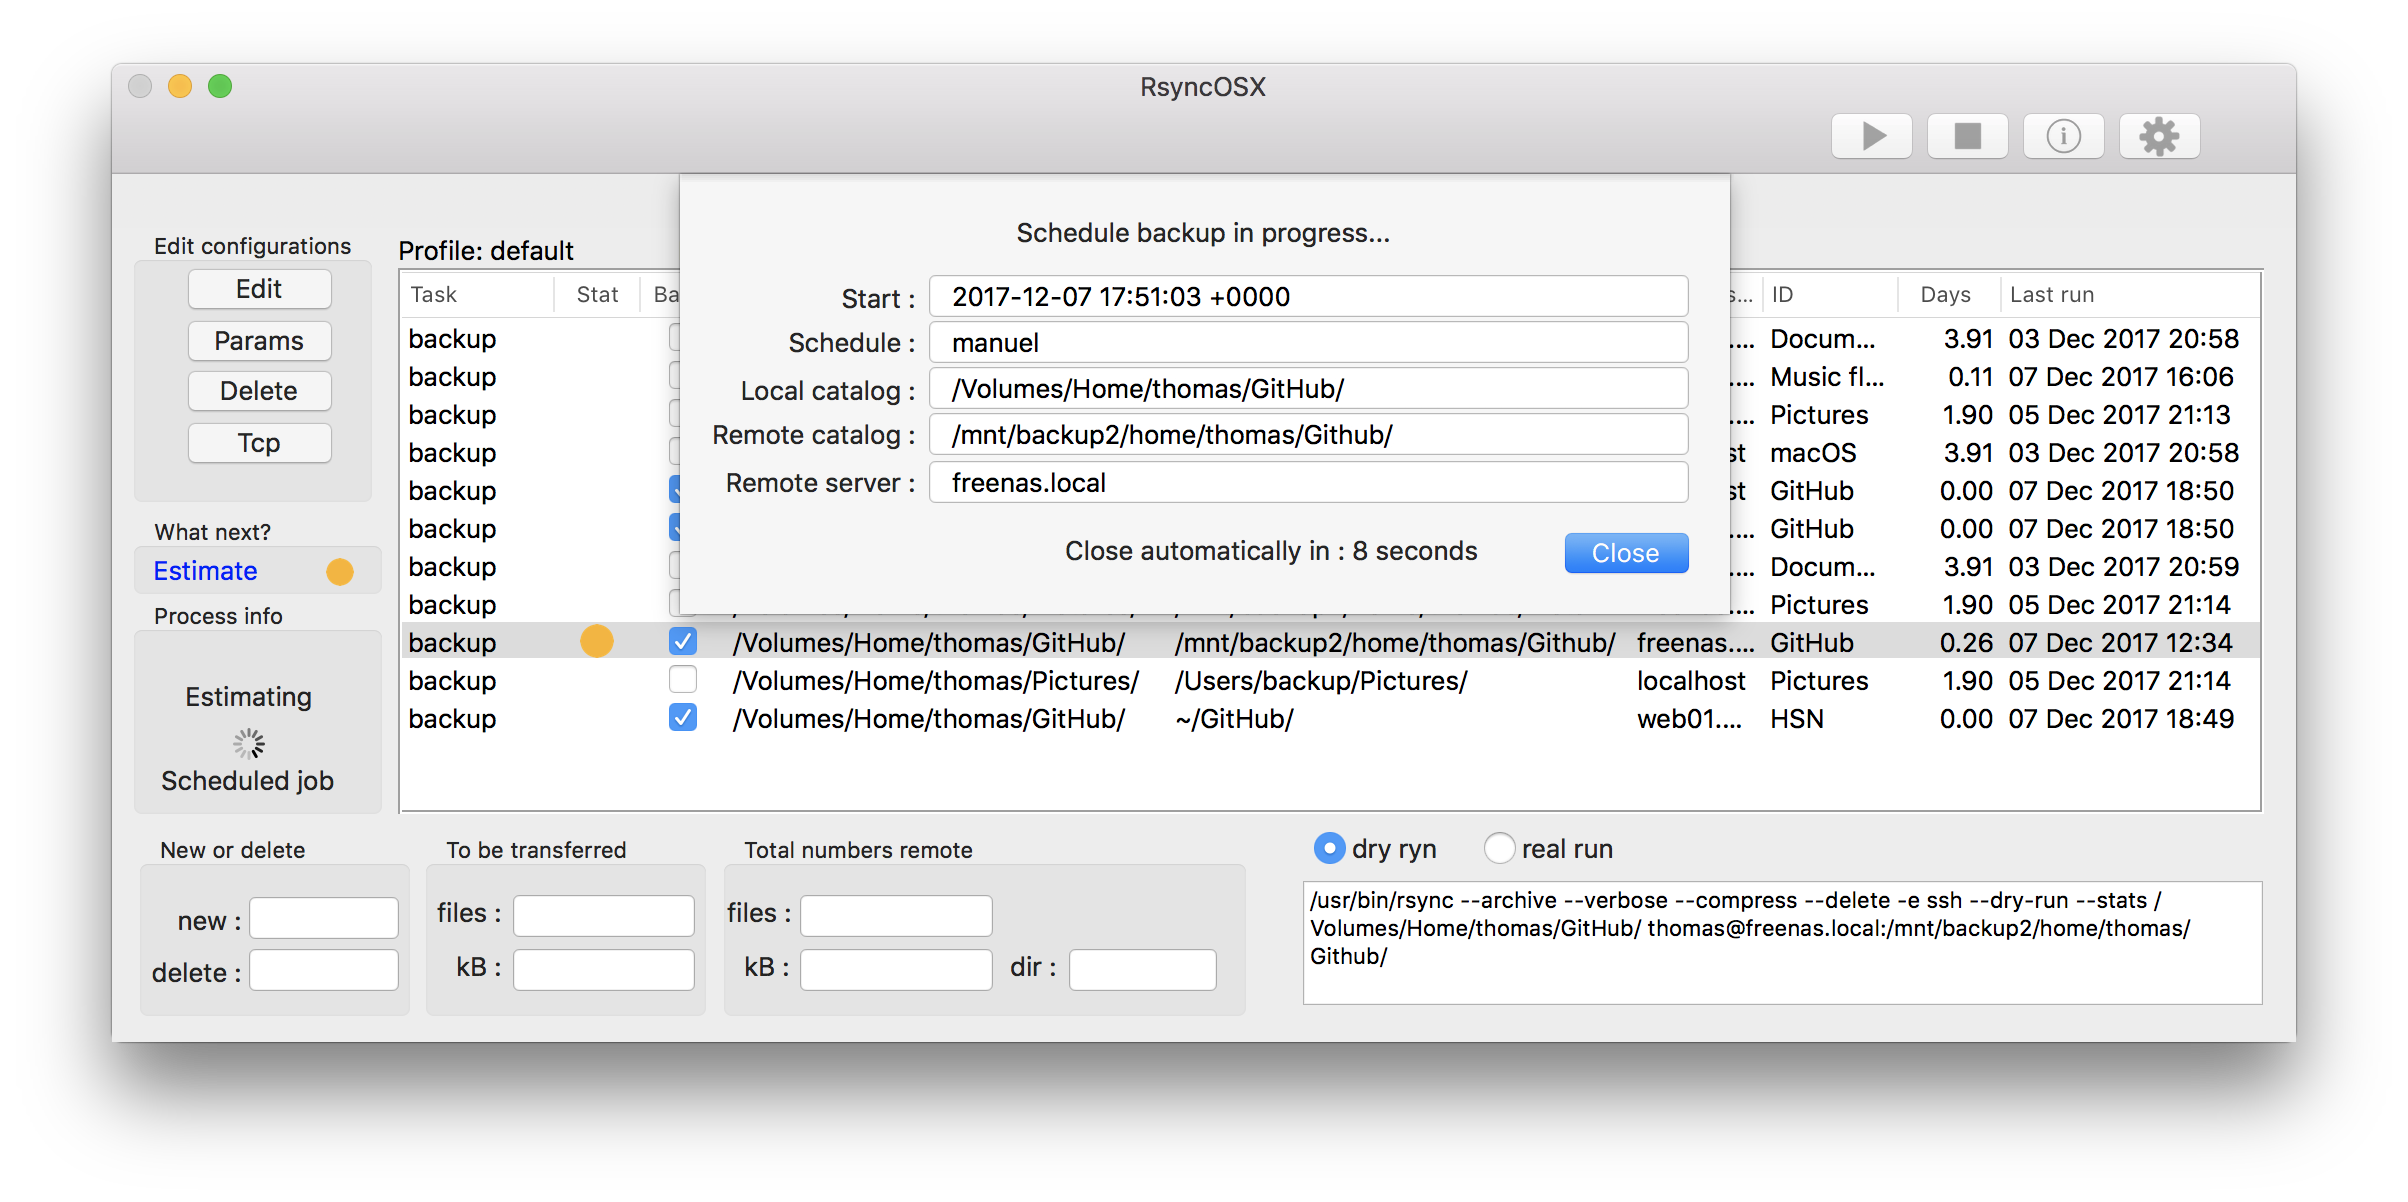 RsyncOSX
Schedule backup in progress...
Start : 2017-12-07 17:51:03 +0000
Schedule : manuel
Local catalog : /Volumes/Home/thomas/GitHub/
Remote catalog : /mnt/backup2/home/thomas/Github/
Remote server : freenas.local
Close automatically in : 8 seconds Close
Edit configurations
Edit
Params
Delete
Tcp
What next?
Estimate
Process info
Estimating
Scheduled job
Profile: default
Task Stat Ba s... ID Days Last run
backup .... Docum... 3.91 03 Dec 2017 20:58
backup .... Music fl... 0.11 07 Dec 2017 16:06
backup .... Pictures 1.90 05 Dec 2017 21:13
backup st macOS 3.91 03 Dec 2017 20:58
backup st GitHub 0.00 07 Dec 2017 18:50
backup .... GitHub 0.00 07 Dec 2017 18:50
backup .... Docum... 3.91 03 Dec 2017 20:59
backup .... Pictures 1.90 05 Dec 2017 21:14
backup /Volumes/Home/thomas/GitHub/ /mnt/backup2/home/thomas/Github/ freenas.... GitHub 0.26 07 Dec 2017 12:34
backup /Volumes/Home/thomas/Pictures/ /Users/backup/Pictures/ localhost Pictures 1.90 05 Dec 2017 21:14
backup /Volumes/Home/thomas/GitHub/ ~/GitHub/ web01.... HSN 0.00 07 Dec 2017 18:49
New or delete
new :
delete :
To be transferred
files :
kB :
Total numbers remote
files :
kB : dir :
dry ryn real run
/usr/bin/rsync --archive --verbose --compress --delete -e ssh --dry-run --stats /
Volumes/Home/thomas/GitHub/ thomas@freenas.local:/mnt/backup2/home/thomas/
Github/